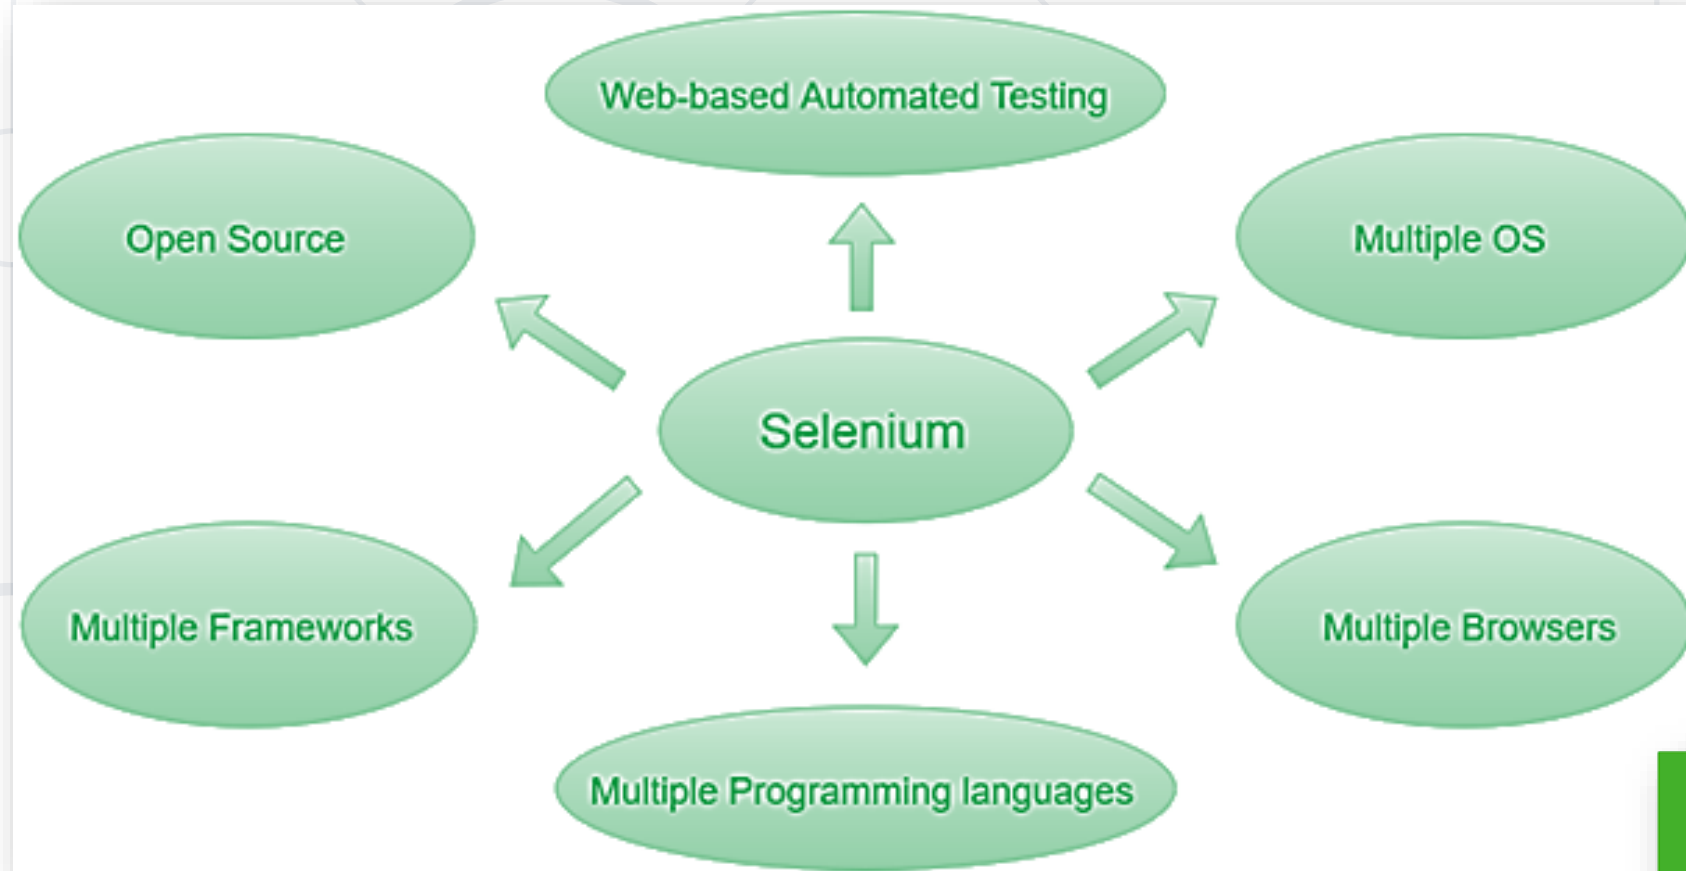 Web-based Automated Testing
Open Source
Multiple OS
Selenium
Multiple Frameworks
Multiple Browsers
Multiple Programming languages